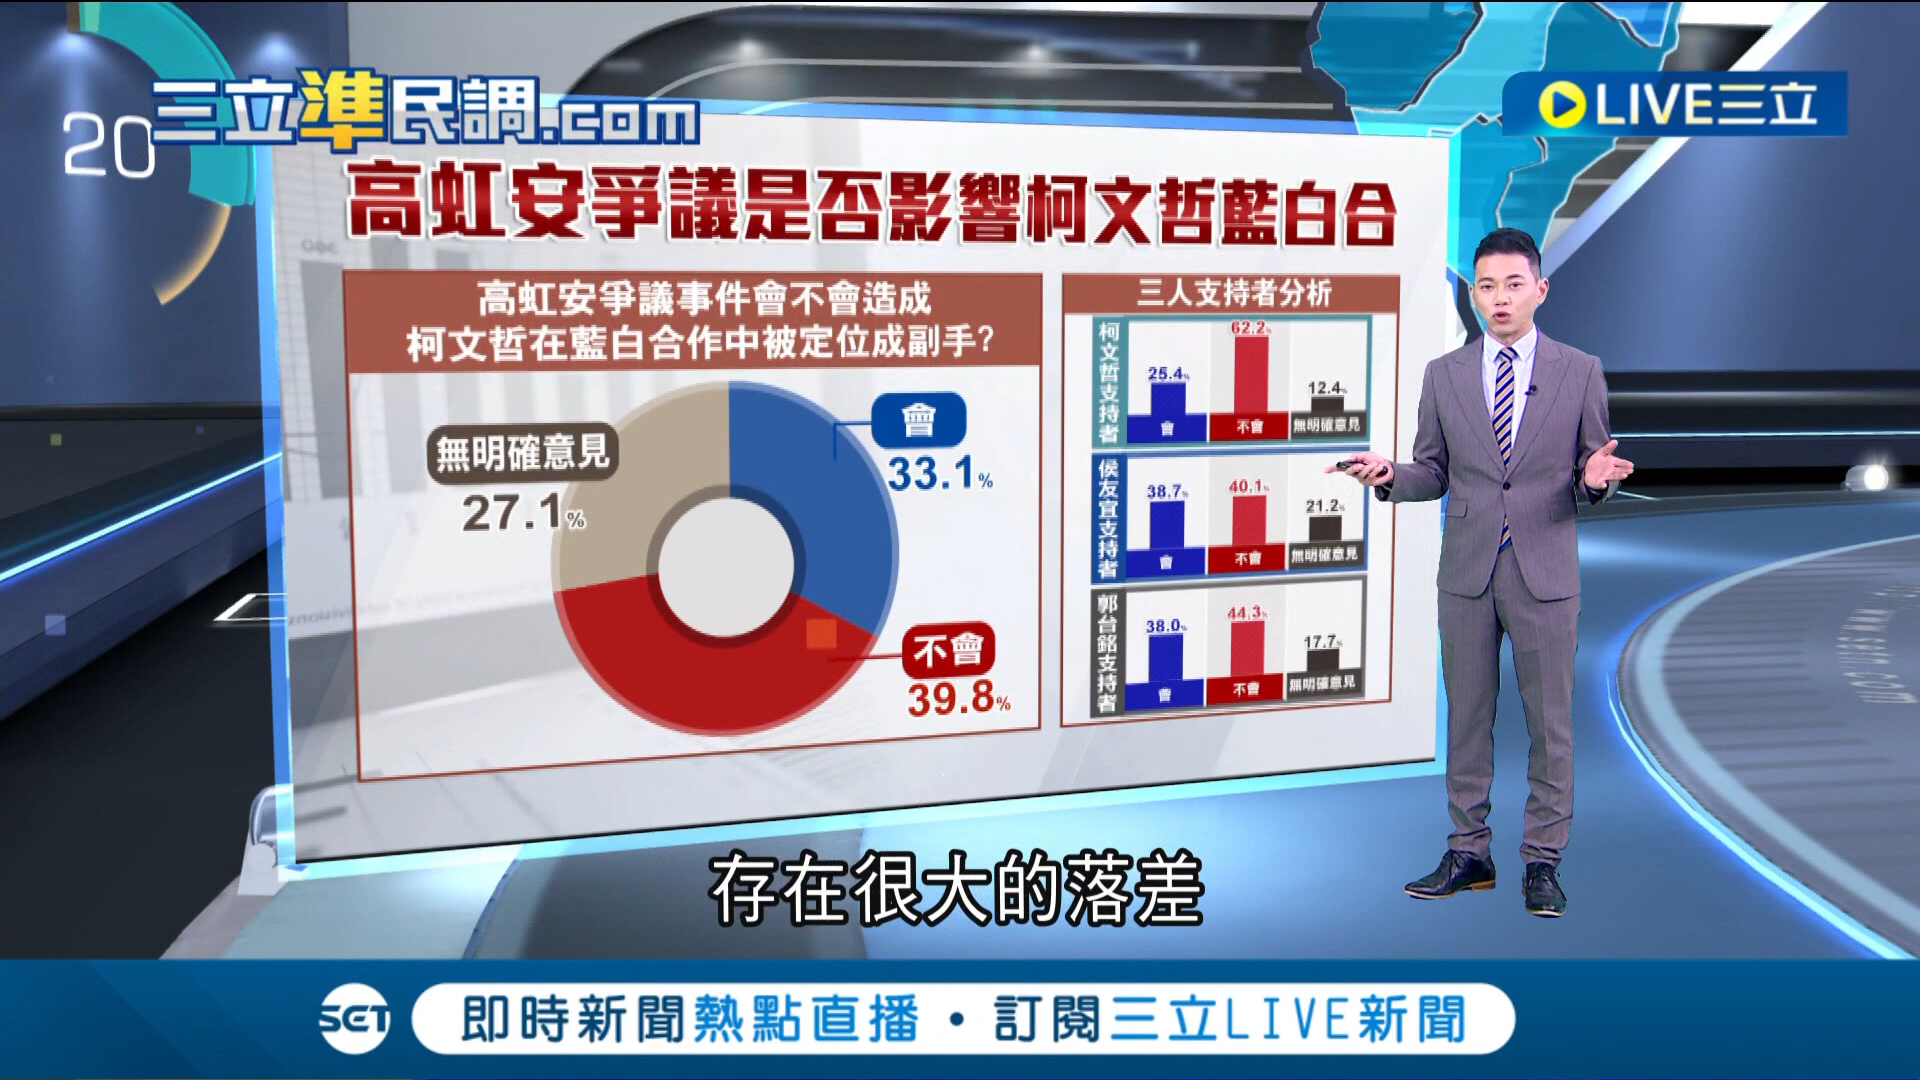 20
三立準民調.com
LIVE三立
高虹安爭議是否影響柯文哲藍白合
高虹安爭議事件會不會造成
柯文哲在藍白合作中被定位成副手?
會
33.1%
無明確意見
27.1%
不會
39.8%
三人支持者分析
柯文哲支持者
25.4%
62.2%
12.4%
會
不會
無明確意見
侯友宜支持者
38.7%
40.1%
21.2%
會
不會
無明確意見
郭台銘支持者
38.0%
44.3%
17.7%
會
不會
無明確意見
存在很大的落差
SET
即時新聞熱點直播・訂閱三立LIVE新聞